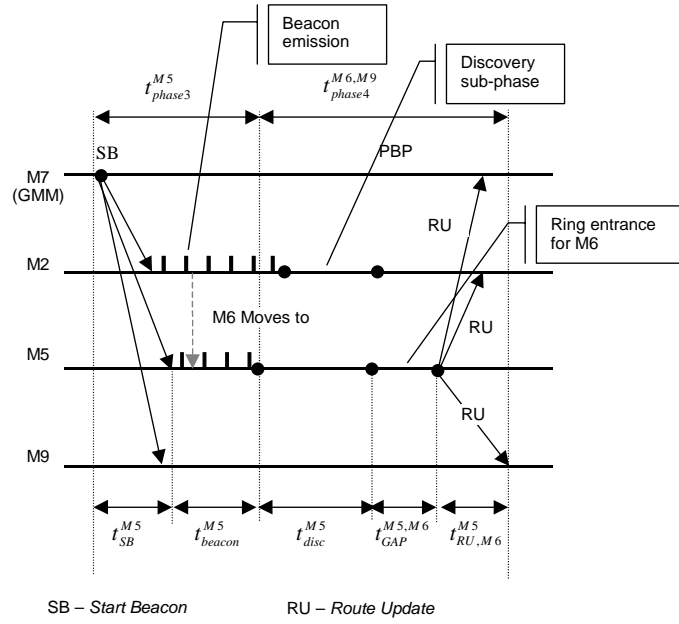 Beacon
emission
Discovery
sub-phase
t^{M5}_{phase3}
t^{M6,M9}_{phase4}
SB
PBP
M7
(GMM)
RU
Ring entrance
for M6
M2
M6 Moves to
RU
M5
RU
M9
t^{M5}_{SB}
t^{M5}_{beacon}
t^{M5}_{disc}
t^{M5,M6}_{GAP}
t^{M5}_{RU,M6}
SB – Start Beacon
RU – Route Update